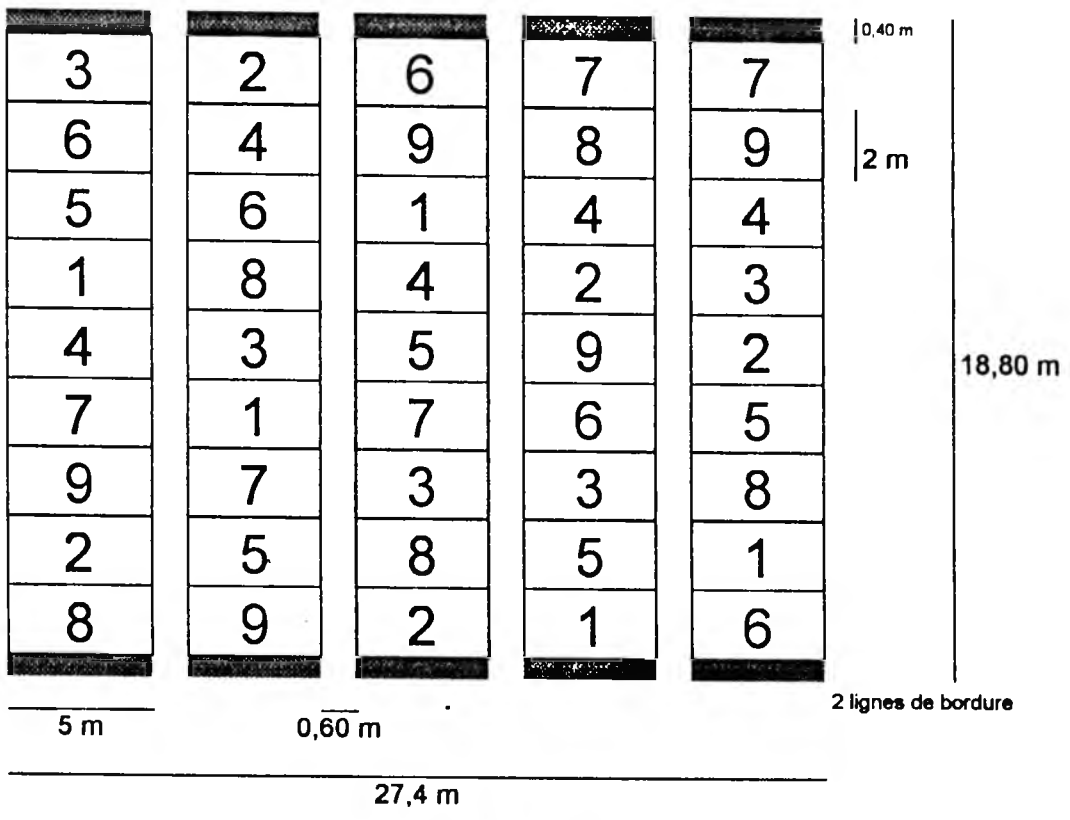 0,40 m
3 2 6 7 7
6 4 9 8 9
2 m
5 6 1 4 4
1 8 4 2 3
4 3 5 9 2
18,80 m
7 1 7 6 5
9 7 3 3 8
2 5 8 5 1
8 9 2 1 6
2 lignes de bordure
5 m
0,60 m
27,4 m